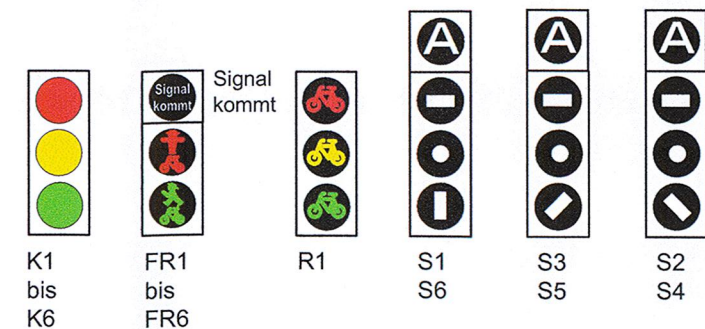 A A A
Signal
kommt
Signal
kommt
K1
bis
K6
FR1
bis
FR6
R1
S1
S6
S3
S5
S2
S4